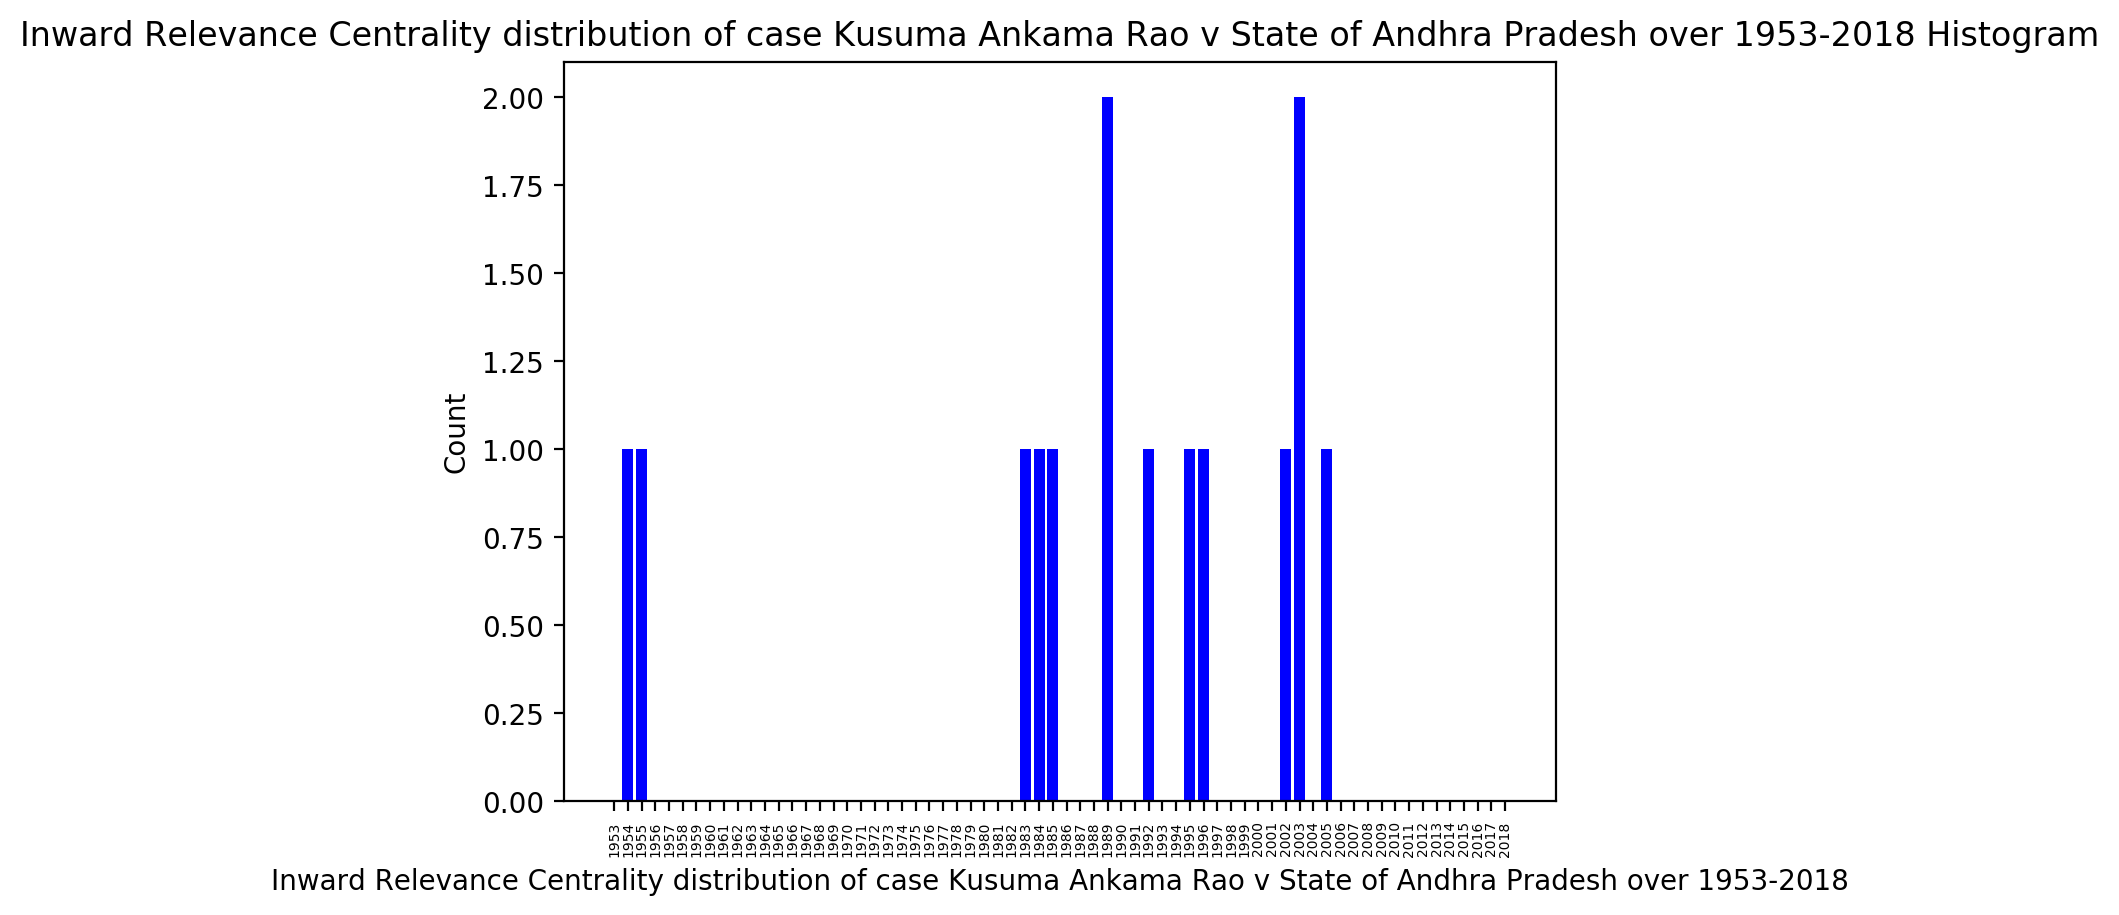 Inward Relevance Centrality distribution of case Kusuma Ankama Rao v State of Andhra Pradesh over 1953-2018 Histogram
2.00
1.75
1.50
1.25
1.00
0.75
0.50
0.25
0.00
Count
1953 1954 1955 1956 1957 1958 1959 1960 1961 1962 1963 1964 1965 1966 1967 1968 1969 1970 1971 1972 1973 1974 1975 1976 1977 1978 1979 1980 1981 1982 1983 1984 1985 1986 1987 1988 1989 1990 1991 1992 1993 1994 1995 1996 1997 1998 1999 2000 2001 2002 2003 2004 2005 2006 2007 2008 2009 2010 2011 2012 2013 2014 2015 2016 2017 2018
Inward Relevance Centrality distribution of case Kusuma Ankama Rao v State of Andhra Pradesh over 1953-2018